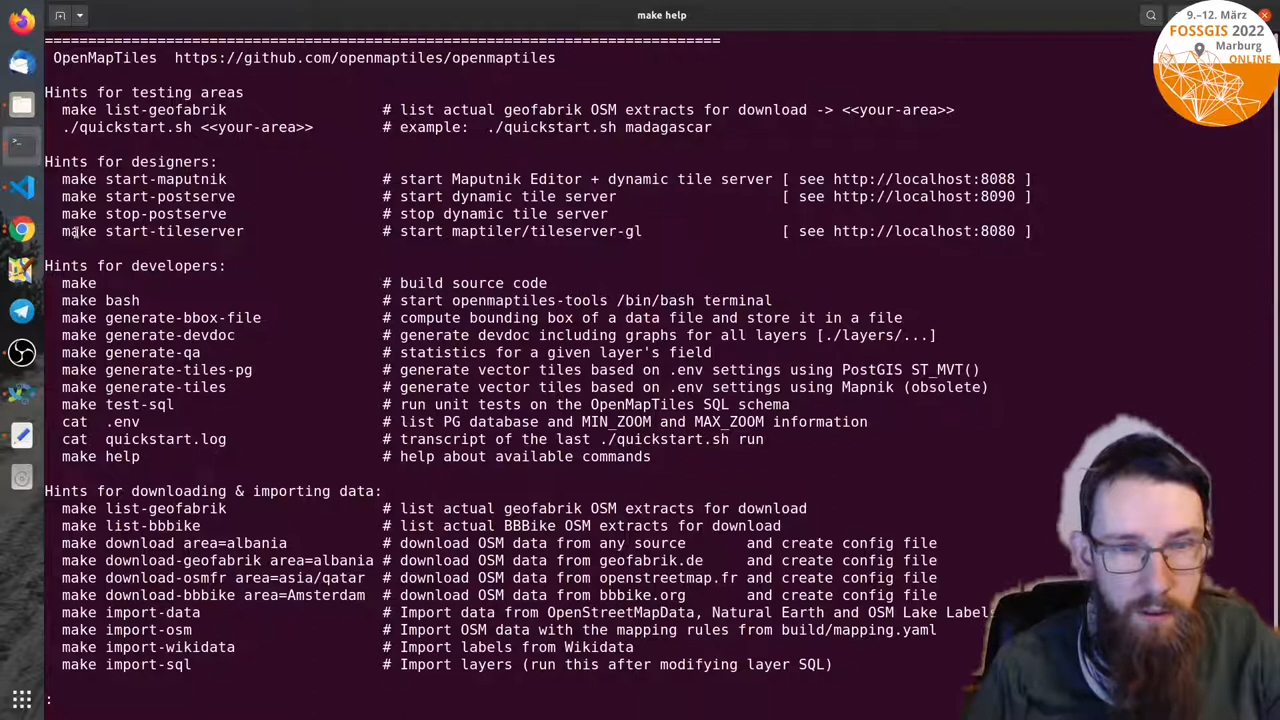 make help
9.–12. März
FOSSGIS 2022
Marburg
ONLINE
==============================================================================
OpenMapTiles  https://github.com/openmaptiles/openmaptiles
Hints for testing areas
make list-geofabrik # list actual geofabrik OSM extracts for download -> <<your-area>>
./quickstart.sh <<your-area>> # example:  ./quickstart.sh madagascar
Hints for designers:
make start-maputnik # start Maputnik Editor + dynamic tile server [ see http://localhost:8088 ]
make start-postserve # start dynamic tile server [ see http://localhost:8090 ]
make stop-postserve # stop dynamic tile server
make start-tileserver # start maptiler/tileserver-gl [ see http://localhost:8080 ]
Hints for developers:
make # build source code
make bash # start openmaptiles-tools /bin/bash terminal
make generate-bbox-file # compute bounding box of a data file and store it in a file
make generate-devdoc # generate devdoc including graphs for all layers [./layers/...]
make generate-qa # statistics for a given layer's field
make generate-tiles-pg # generate vector tiles based on .env settings using PostGIS ST_MVT()
make generate-tiles # generate vector tiles based on .env settings using Mapnik (obsolete)
make test-sql # run unit tests on the OpenMapTiles SQL schema
cat  .env # list PG database and MIN_ZOOM and MAX_ZOOM information
cat  quickstart.log # transcript of the last ./quickstart.sh run
make help # help about available commands
Hints for downloading & importing data:
make list-geofabrik # list actual geofabrik OSM extracts for download
make list-bbbike # list actual BBBike OSM extracts for download
make download area=albania # download OSM data from any source and create config file
make download-geofabrik area=albania # download OSM data from geofabrik.de and create config file
make download-osmfr area=asia/qatar # download OSM data from openstreetmap.fr and create config file
make download-bbbike area=Amsterdam # download OSM data from bbbike.org and create config file
make import-data # Import data from OpenStreetMapData, Natural Earth and OSM Lake Labels
make import-osm # Import OSM data with the mapping rules from build/mapping.yaml
make import-wikidata # Import labels from Wikidata
make import-sql # Import layers (run this after modifying layer SQL)
: